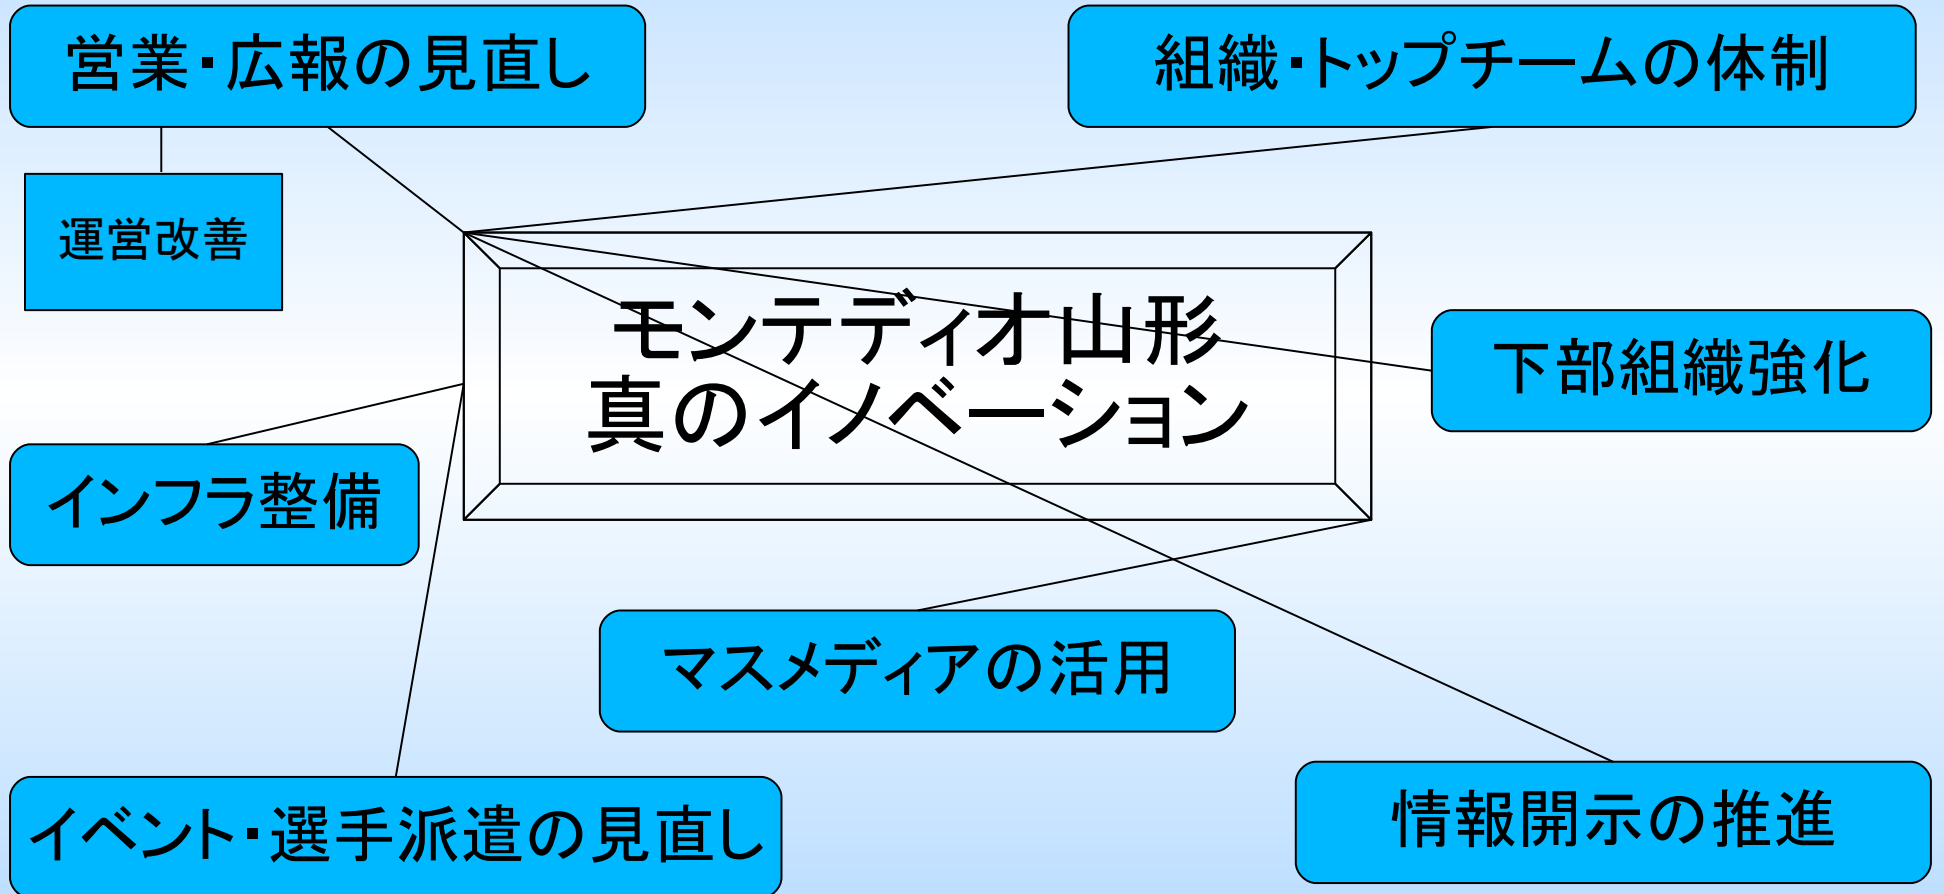 営業・広報の見直し
組織・トップチームの体制
運営改善
モンテディオ山形
真のイノベーション
下部組織強化
インフラ整備
マスメディアの活用
イベント・選手派遣の見直し
情報開示の推進